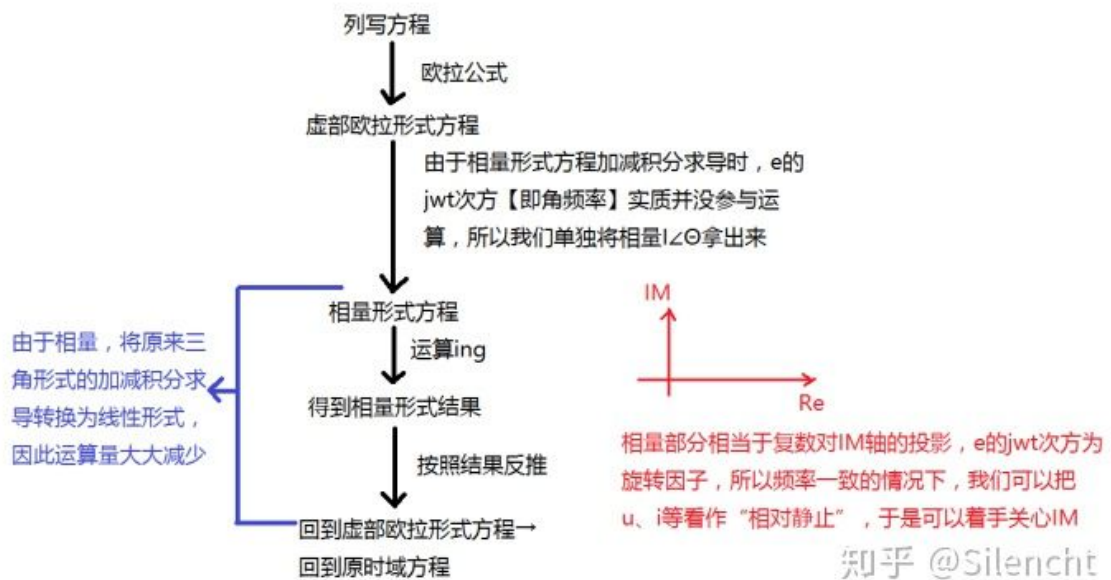 列写方程
欧拉公式
虚部欧拉形式方程
由于相量形式方程加减积分求导时，e的
jwt次方【即角频率】实质并没参与运
算，所以我们单独将相量I∠Θ拿出来
相量形式方程
运算ing
得到相量形式结果
按照结果反推
回到虚部欧拉形式方程→
回到原时域方程
由于相量，将原来三
角形式的加减积分求
导转换为线性形式，
因此运算量大大减少
IM
Re
相量部分相当于复数对IM轴的投影，e的jwt次方为
旋转因子，所以频率一致的情况下，我们可以把
u、i等看作“相对静止”，于是可以着手关心IM
知乎 @Silencht